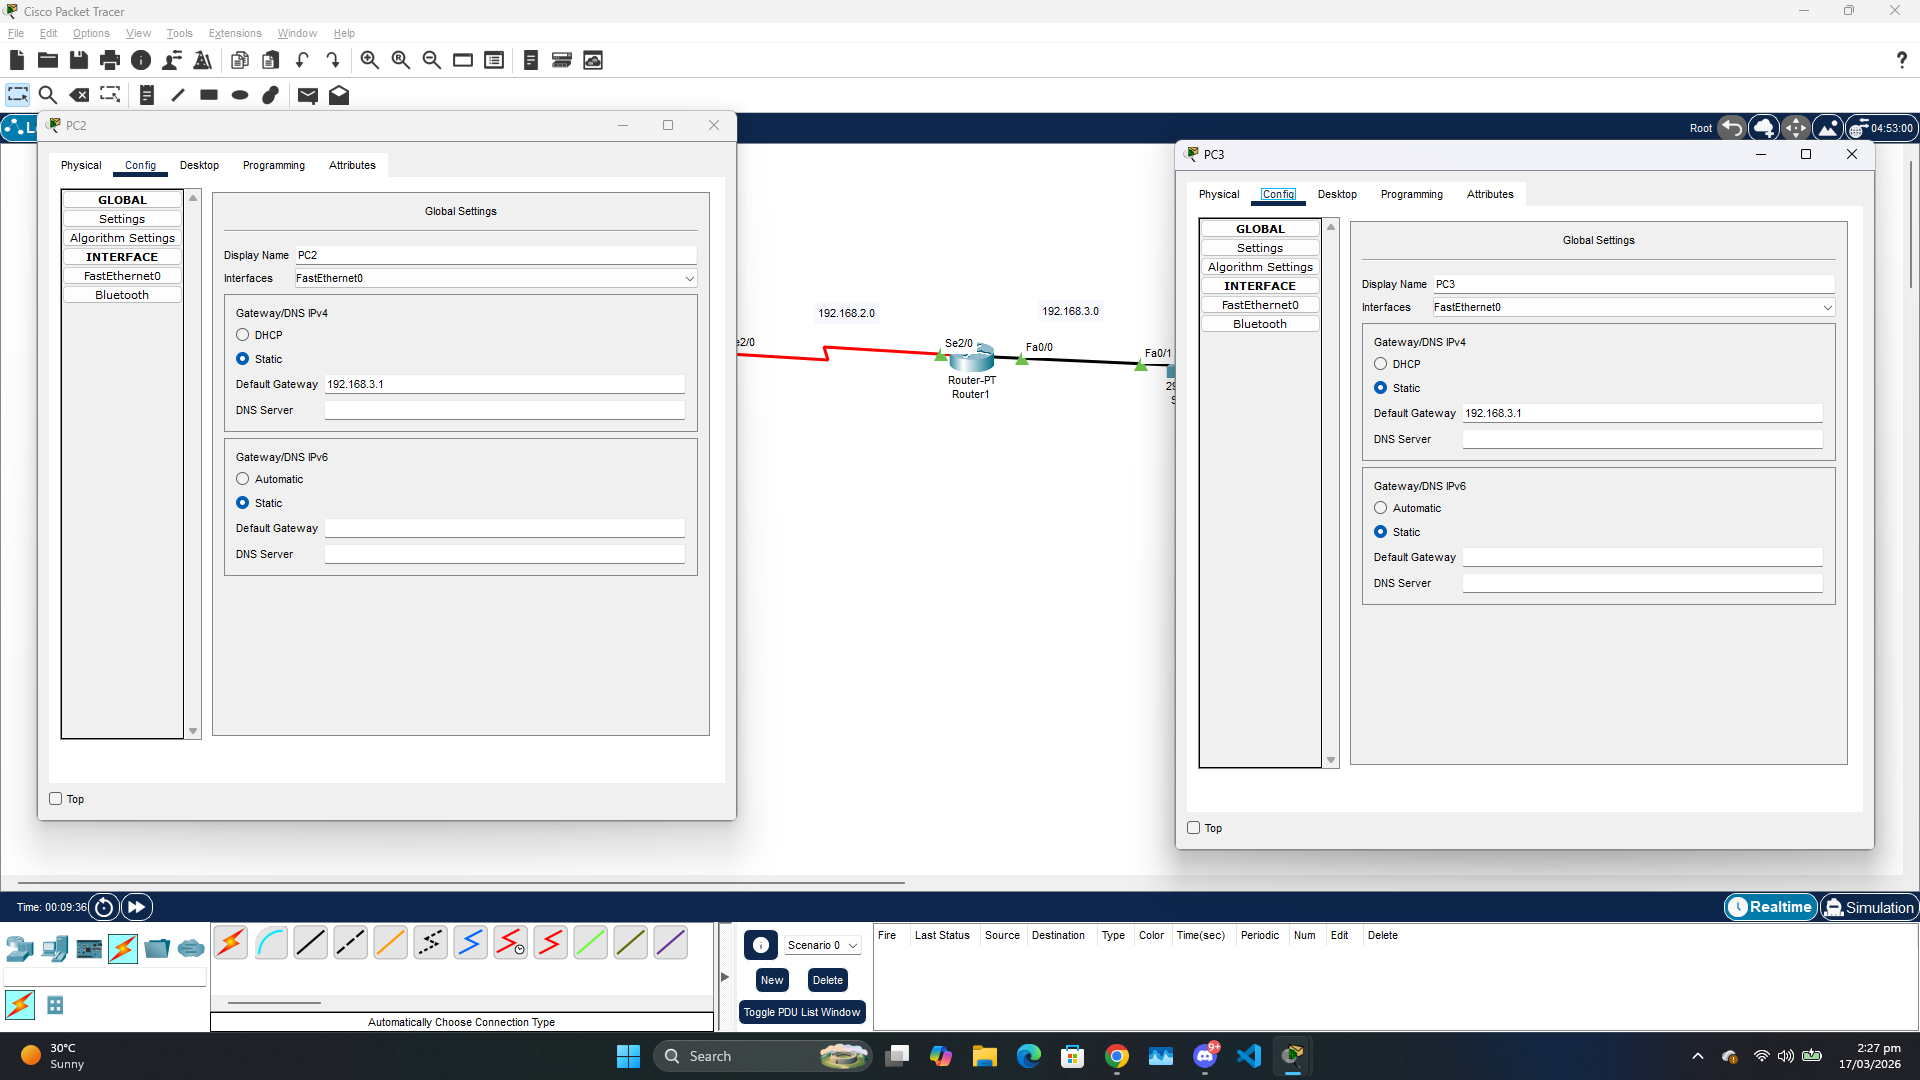 Cisco Packet Tracer
File Edit Options View Tools Extensions Window Help
Root
04:53:00
PC2
Physical Config Desktop Programming Attributes
GLOBAL
Settings
Algorithm Settings
INTERFACE
FastEthernet0
Bluetooth
Global Settings
Display Name PC2
Interfaces FastEthernet0
Gateway/DNS IPv4
DHCP
Static
Default Gateway 192.168.3.1
DNS Server
Gateway/DNS IPv6
Automatic
Static
Default Gateway
DNS Server
Top
192.168.2.0
192.168.3.0
e2/0
Se2/0
Fa0/0
Fa0/1
Router-PT
Router1
29
S
PC3
Physical Config Desktop Programming Attributes
GLOBAL
Settings
Algorithm Settings
INTERFACE
FastEthernet0
Bluetooth
Global Settings
Display Name PC3
Interfaces FastEthernet0
Gateway/DNS IPv4
DHCP
Static
Default Gateway 192.168.3.1
DNS Server
Gateway/DNS IPv6
Automatic
Static
Default Gateway
DNS Server
Top
Time: 00:09:36
Realtime
Simulation
Automatically Choose Connection Type
Scenario 0
New
Delete
Toggle PDU List Window
Fire Last Status Source Destination Type Color Time(sec) Periodic Num Edit Delete
30°C
Sunny
Search
9+
2:27 pm
17/03/2026